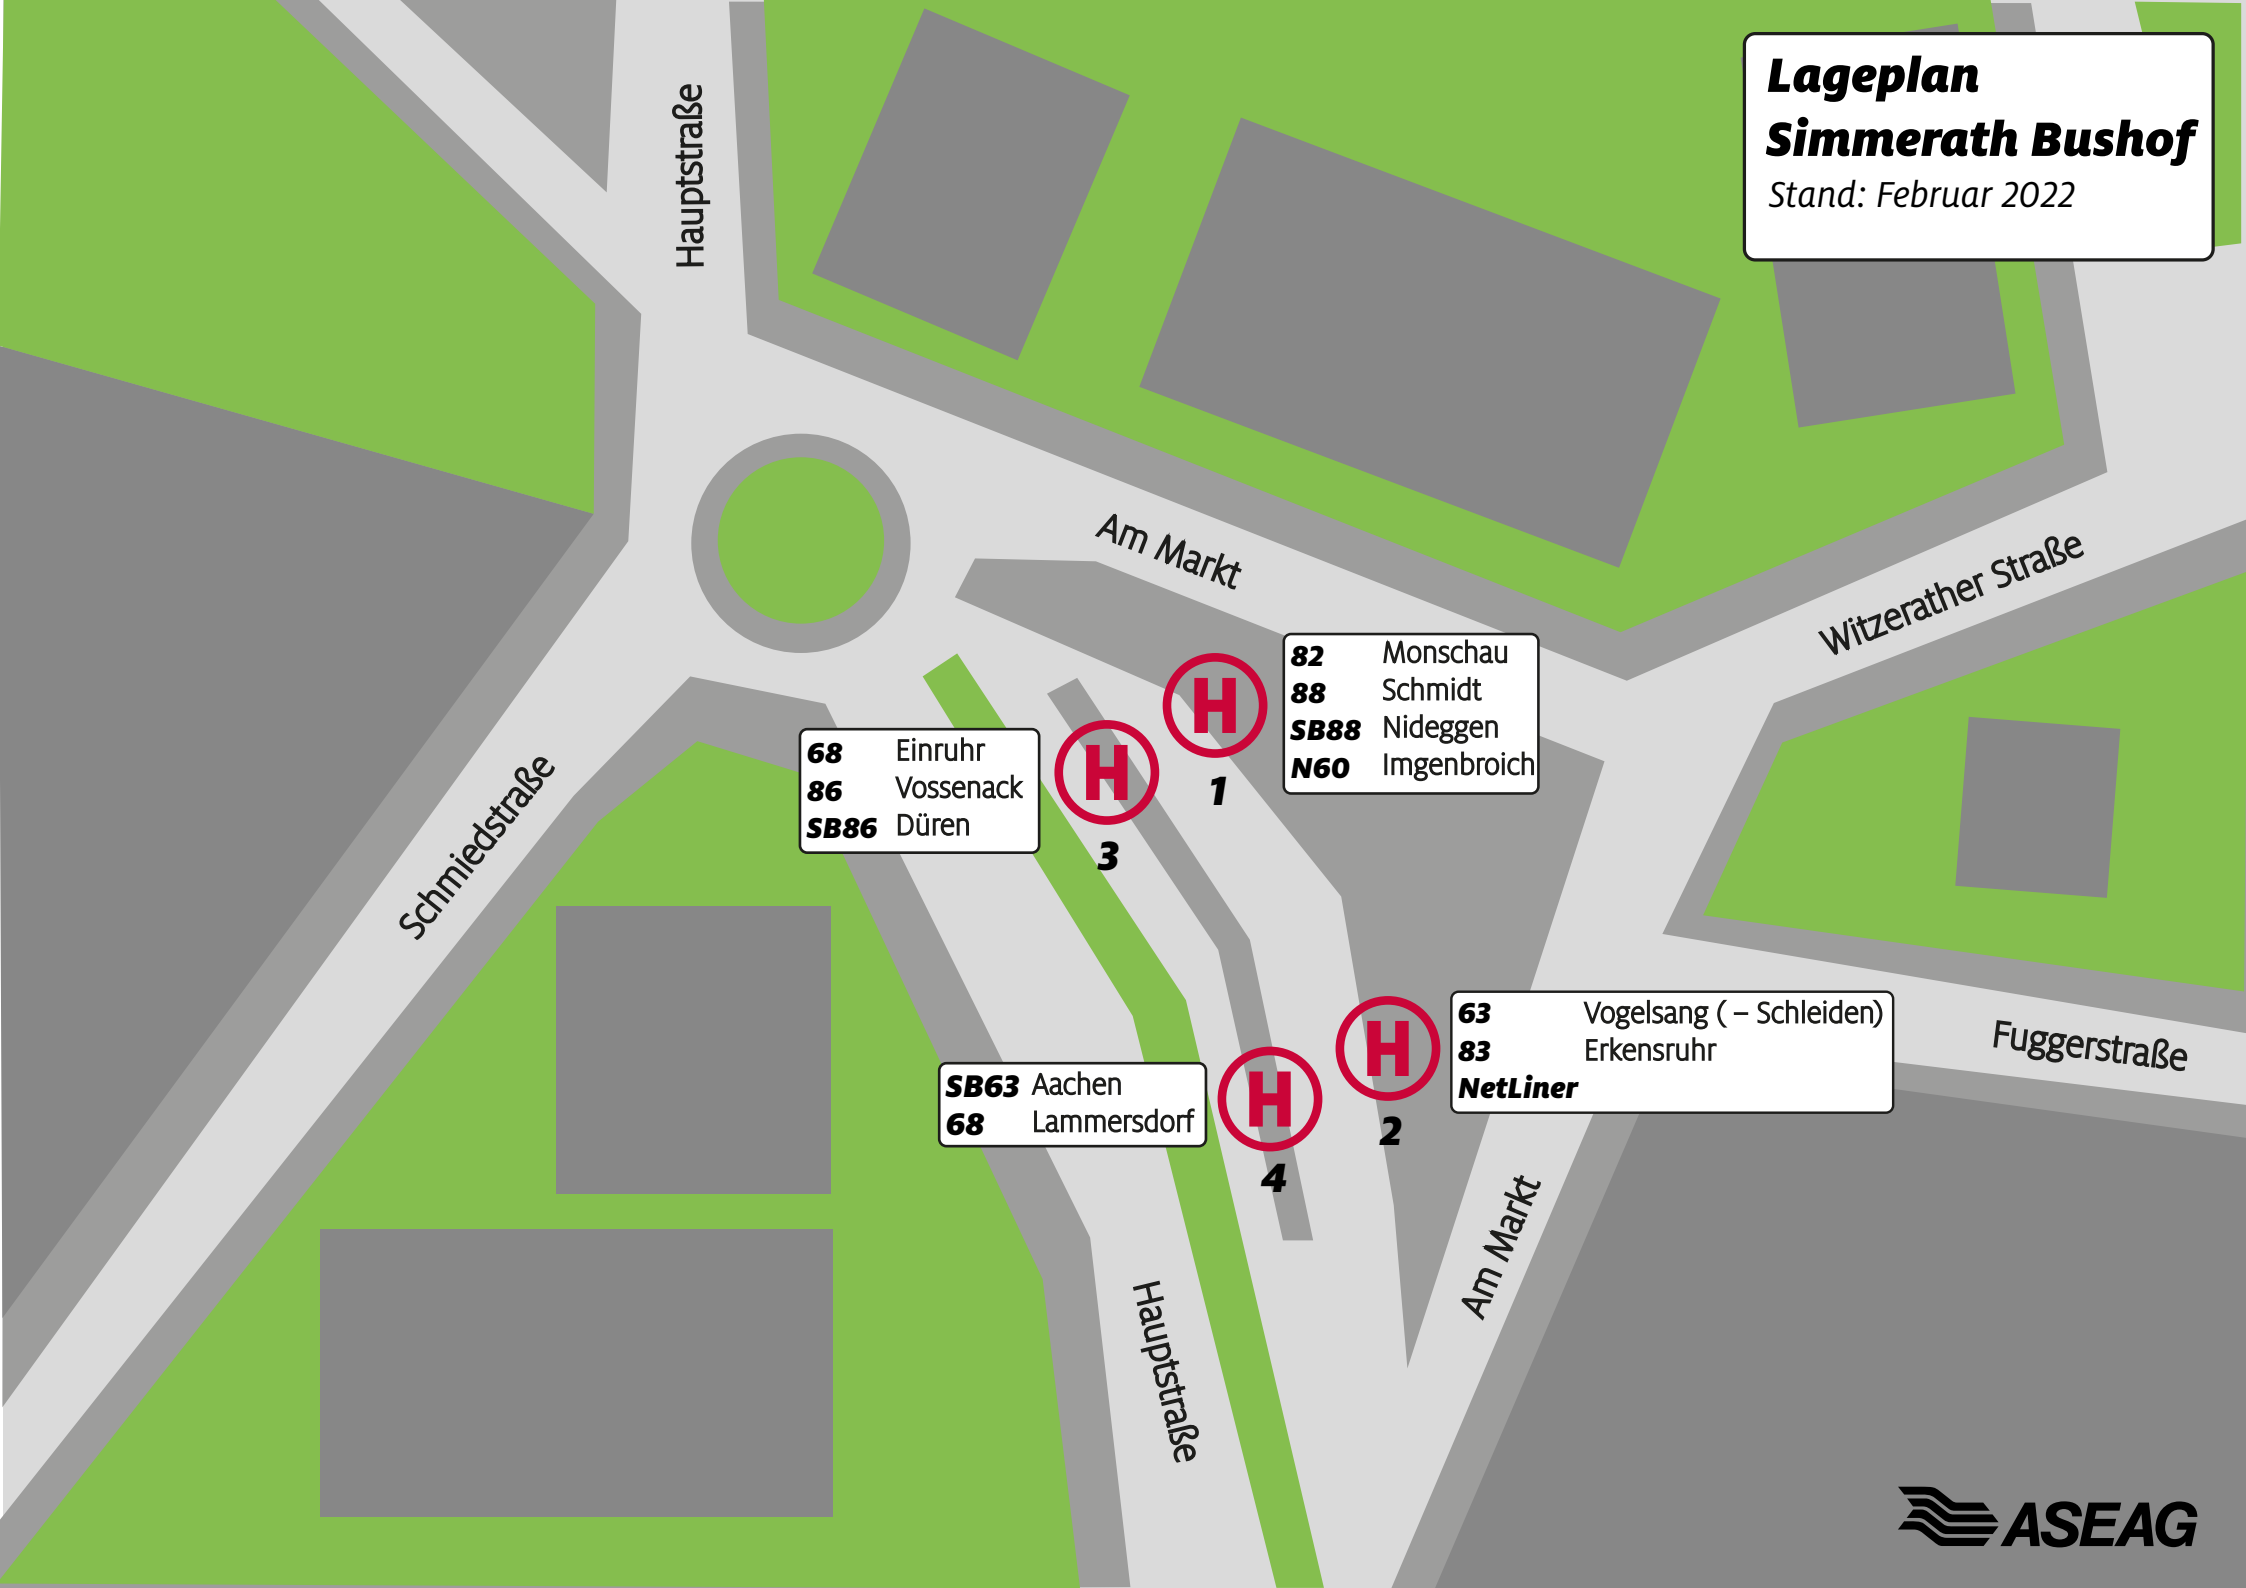 Lageplan
Simmerath Bushof
Stand: Februar 2022
Hauptstraße
Am Markt
Witzerather Straße
82 Monschau
88 Schmidt
SB88 Nideggen
N60 Imgenbroich
1
68 Einruhr
86 Vossenack
SB86 Düren
3
Schmiedstraße
63 Vogelsang ( – Schleiden)
83 Erkensruhr
NetLiner
2
Fuggerstraße
SB63 Aachen
68 Lammersdorf
4
Am Markt
Hauptstraße
H
H
H
H
ASEAG